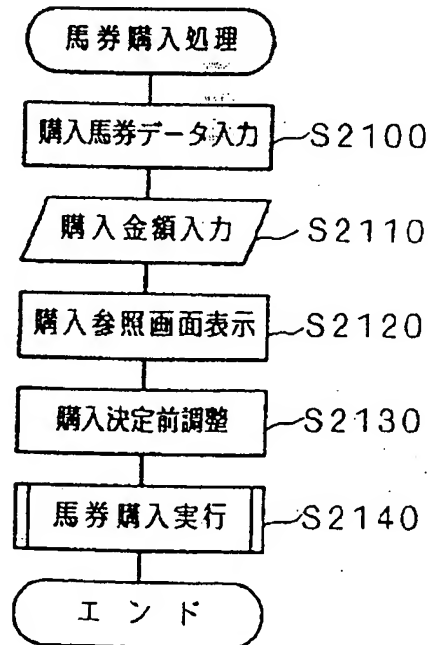 馬券購入処理
購入馬券データ入力 S2100
購入金額入力 S2110
購入参照画面表示 S2120
購入決定前調整 S2130
馬券購入実行 S2140
エンド